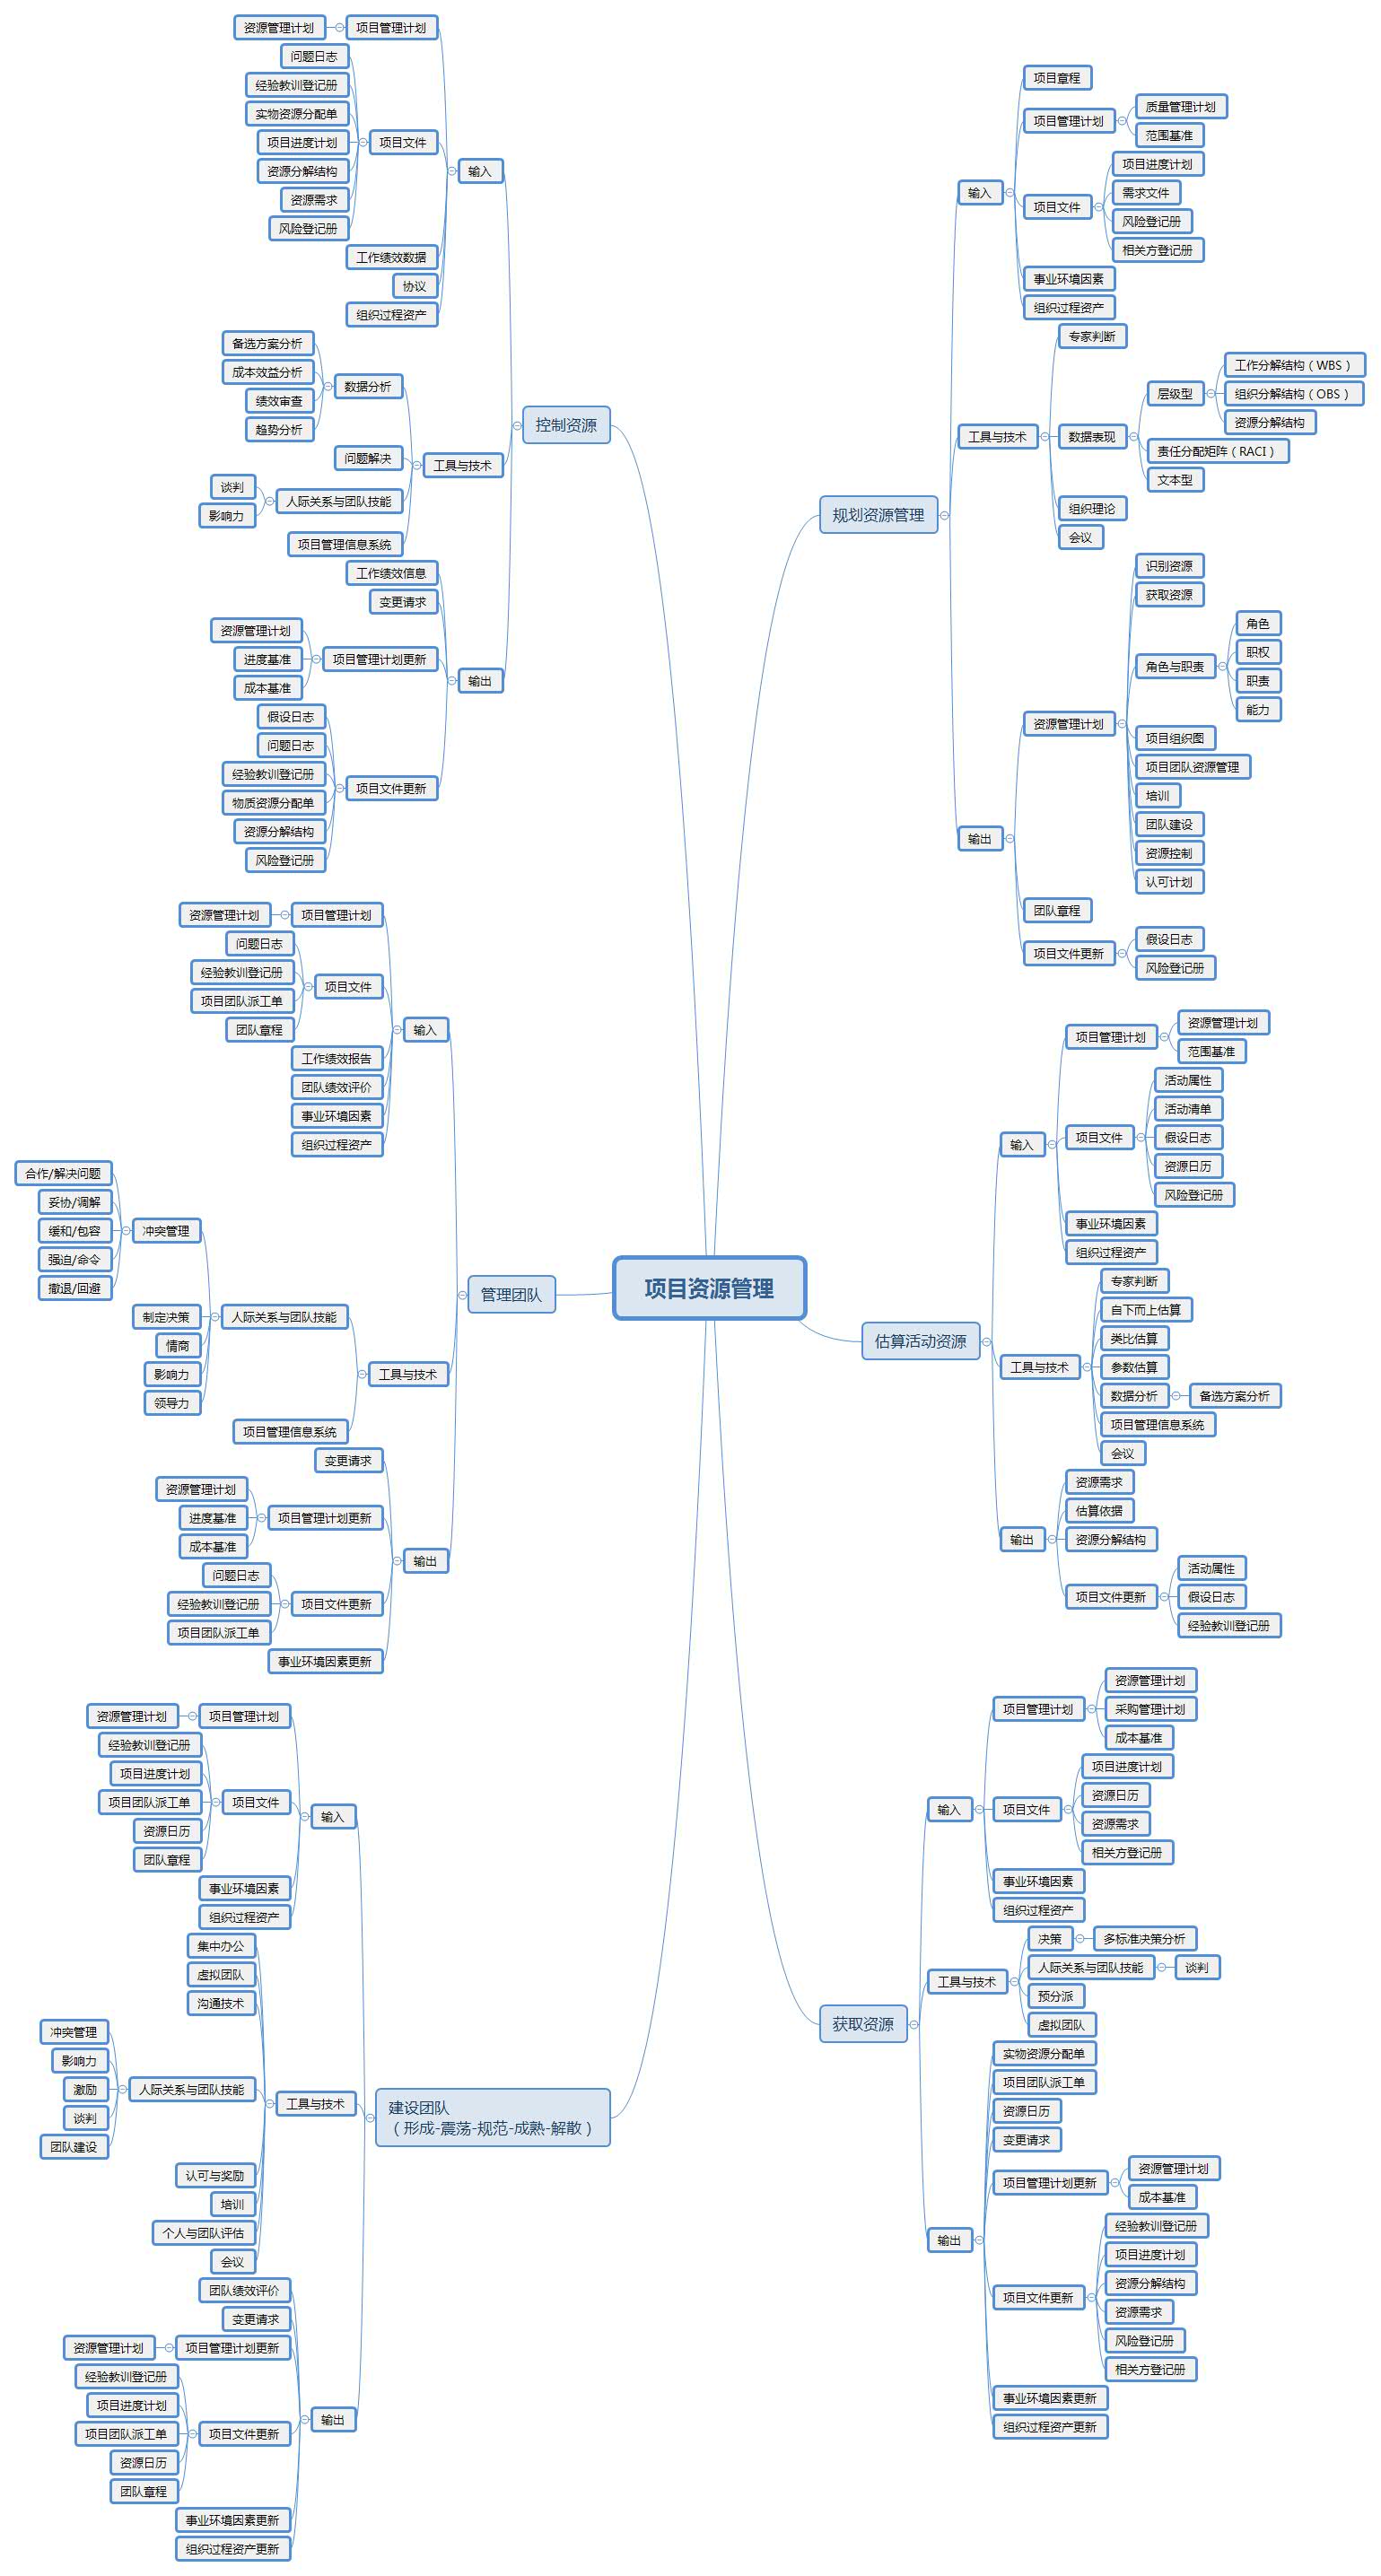 项目资源管理
规划资源管理
输入
项目章程
项目管理计划
质量管理计划
范围基准
项目文件
项目进度计划
需求文件
风险登记册
相关方登记册
事业环境因素
组织过程资产
工具与技术
专家判断
数据表现
层级型
工作分解结构（WBS）
组织分解结构（OBS）
资源分解结构
责任分配矩阵（RACI）
文本型
组织理论
会议
输出
资源管理计划
识别资源
获取资源
角色与职责
角色
职权
职责
能力
项目组织图
项目团队资源管理
培训
团队建设
资源控制
认可计划
团队章程
项目文件更新
假设日志
风险登记册
估算活动资源
输入
项目管理计划
资源管理计划
范围基准
项目文件
活动属性
活动清单
假设日志
资源日历
风险登记册
事业环境因素
组织过程资产
工具与技术
专家判断
自下而上估算
类比估算
参数估算
数据分析
备选方案分析
项目管理信息系统
会议
输出
资源需求
估算依据
资源分解结构
项目文件更新
活动属性
假设日志
经验教训登记册
获取资源
输入
项目管理计划
资源管理计划
采购管理计划
成本基准
项目文件
项目进度计划
资源日历
资源需求
相关方登记册
事业环境因素
组织过程资产
工具与技术
决策
多标准决策分析
人际关系与团队技能
谈判
预分派
虚拟团队
输出
实物资源分配单
项目团队派工单
资源日历
变更请求
项目管理计划更新
资源管理计划
成本基准
项目文件更新
经验教训登记册
项目进度计划
资源分解结构
资源需求
风险登记册
相关方登记册
事业环境因素更新
组织过程资产更新
控制资源
输入
项目管理计划
资源管理计划
项目文件
问题日志
经验教训登记册
实物资源分配单
项目进度计划
资源分解结构
资源需求
风险登记册
工作绩效数据
协议
组织过程资产
工具与技术
数据分析
备选方案分析
成本效益分析
绩效审查
趋势分析
问题解决
人际关系与团队技能
谈判
影响力
项目管理信息系统
输出
工作绩效信息
变更请求
项目管理计划更新
资源管理计划
进度基准
成本基准
项目文件更新
假设日志
问题日志
经验教训登记册
物质资源分配单
资源分解结构
风险登记册
管理团队
输入
项目管理计划
资源管理计划
项目文件
问题日志
经验教训登记册
项目团队派工单
团队章程
工作绩效报告
团队绩效评价
事业环境因素
组织过程资产
工具与技术
人际关系与团队技能
冲突管理
合作/解决问题
妥协/调解
缓和/包容
强迫/命令
撤退/回避
制定决策
情商
影响力
领导力
项目管理信息系统
输出
变更请求
项目管理计划更新
资源管理计划
进度基准
成本基准
项目文件更新
问题日志
经验教训登记册
项目团队派工单
事业环境因素更新
建设团队
（形成-震荡-规范-成熟-解散）
输入
项目管理计划
资源管理计划
项目文件
经验教训登记册
项目进度计划
项目团队派工单
资源日历
团队章程
事业环境因素
组织过程资产
工具与技术
集中办公
虚拟团队
沟通技术
人际关系与团队技能
冲突管理
影响力
激励
谈判
团队建设
认可与奖励
培训
个人与团队评估
会议
输出
团队绩效评价
变更请求
项目管理计划更新
资源管理计划
项目文件更新
经验教训登记册
项目进度计划
项目团队派工单
资源日历
团队章程
事业环境因素更新
组织过程资产更新